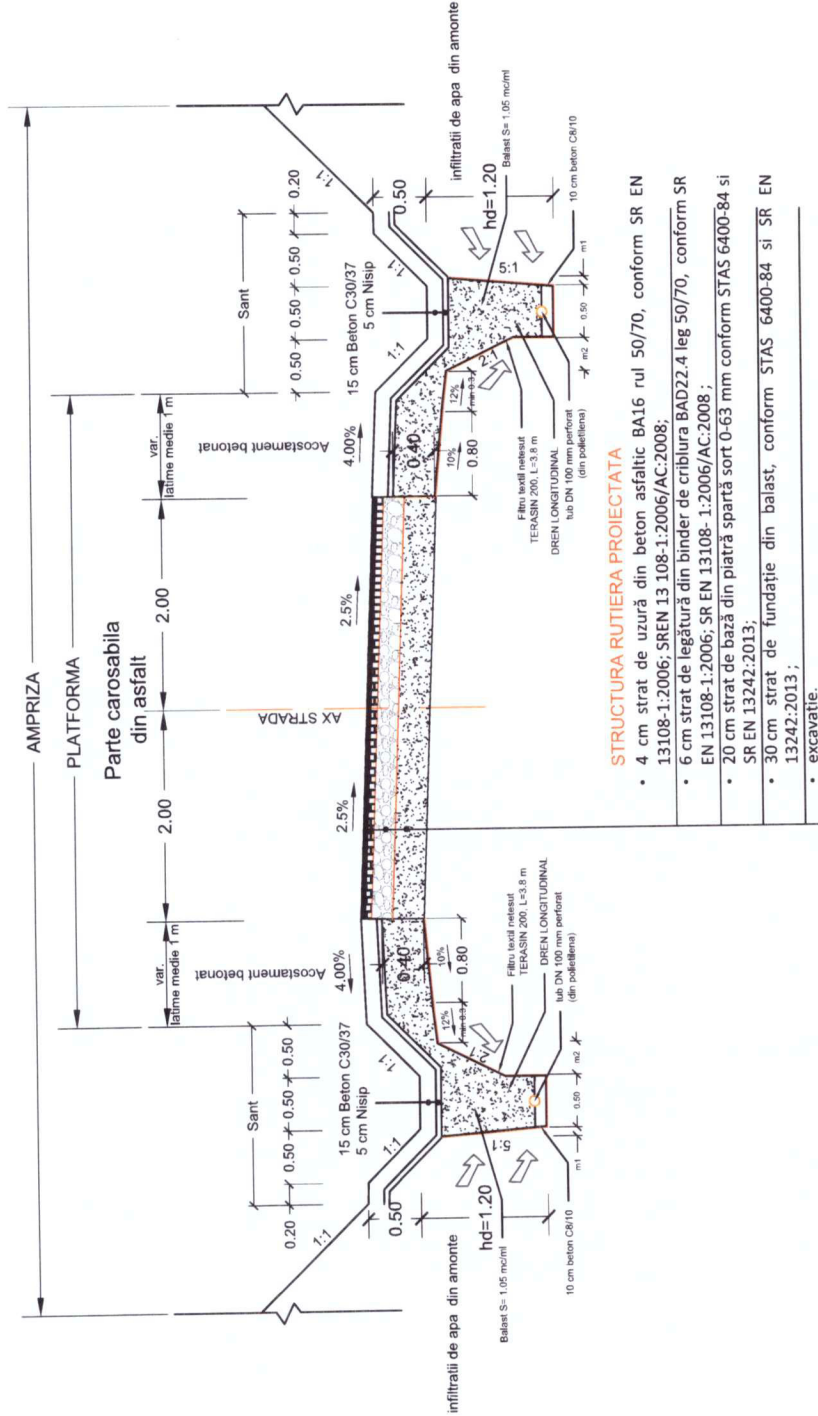 AMPRIZA
PLATFORMA
Parte carosabila
din asfalt
Sant
0.20
0.50
0.50
0.50
var.
latime medie 1 m
2.00
2.00
var.
latime medie 1 m
Sant
0.50
0.50
0.50
0.20
Acostament betonat
AX STRADA
Acostament betonat
1:1
1:1
15 cm Beton C30/37
5 cm Nisip
1:1
4.00%
2.5%
2.5%
4.00%
1:1
15 cm Beton C30/37
5 cm Nisip
1:1
1:1
infiltratii de apa din amonte
0.50
hd=1.20
0.40
10%
0.80
12%
min 0.3
2:1
5:1
Balast S= 1.05 mc/ml
10 cm beton C8/10
m1
0.50
m2
Filtru textil netesut
TERASIN 200, L=3.8 m
DREN LONGITUDINAL
tub DN 100 mm perforat
(din polietilena)
0.40
10%
0.80
12%
min 0.3
2:1
5:1
0.50
hd=1.20
infiltratii de apa din amonte
Balast S= 1.05 mc/ml
10 cm beton C8/10
m2
0.50
m1
Filtru textil netesut
TERASIN 200, L=3.8 m
DREN LONGITUDINAL
tub DN 100 mm perforat
(din polietilena)
STRUCTURA RUTIERA PROIECTATA
• 4 cm strat de uzură din beton asfaltic BA16 rul 50/70, conform SR EN
13108-1:2006; SREN 13 108-1:2006/AC:2008;
• 6 cm strat de legătură din binder de criblura BAD22.4 leg 50/70, conform SR
EN 13108-1:2006; SR EN 13108- 1:2006/AC:2008 ;
• 20 cm strat de bază din piatră spartă sort 0-63 mm conform STAS 6400-84 si
SR EN 13242:2013;
• 30 cm strat de fundație din balast, conform STAS 6400-84 si SR EN
13242:2013 ;
• excavatie.